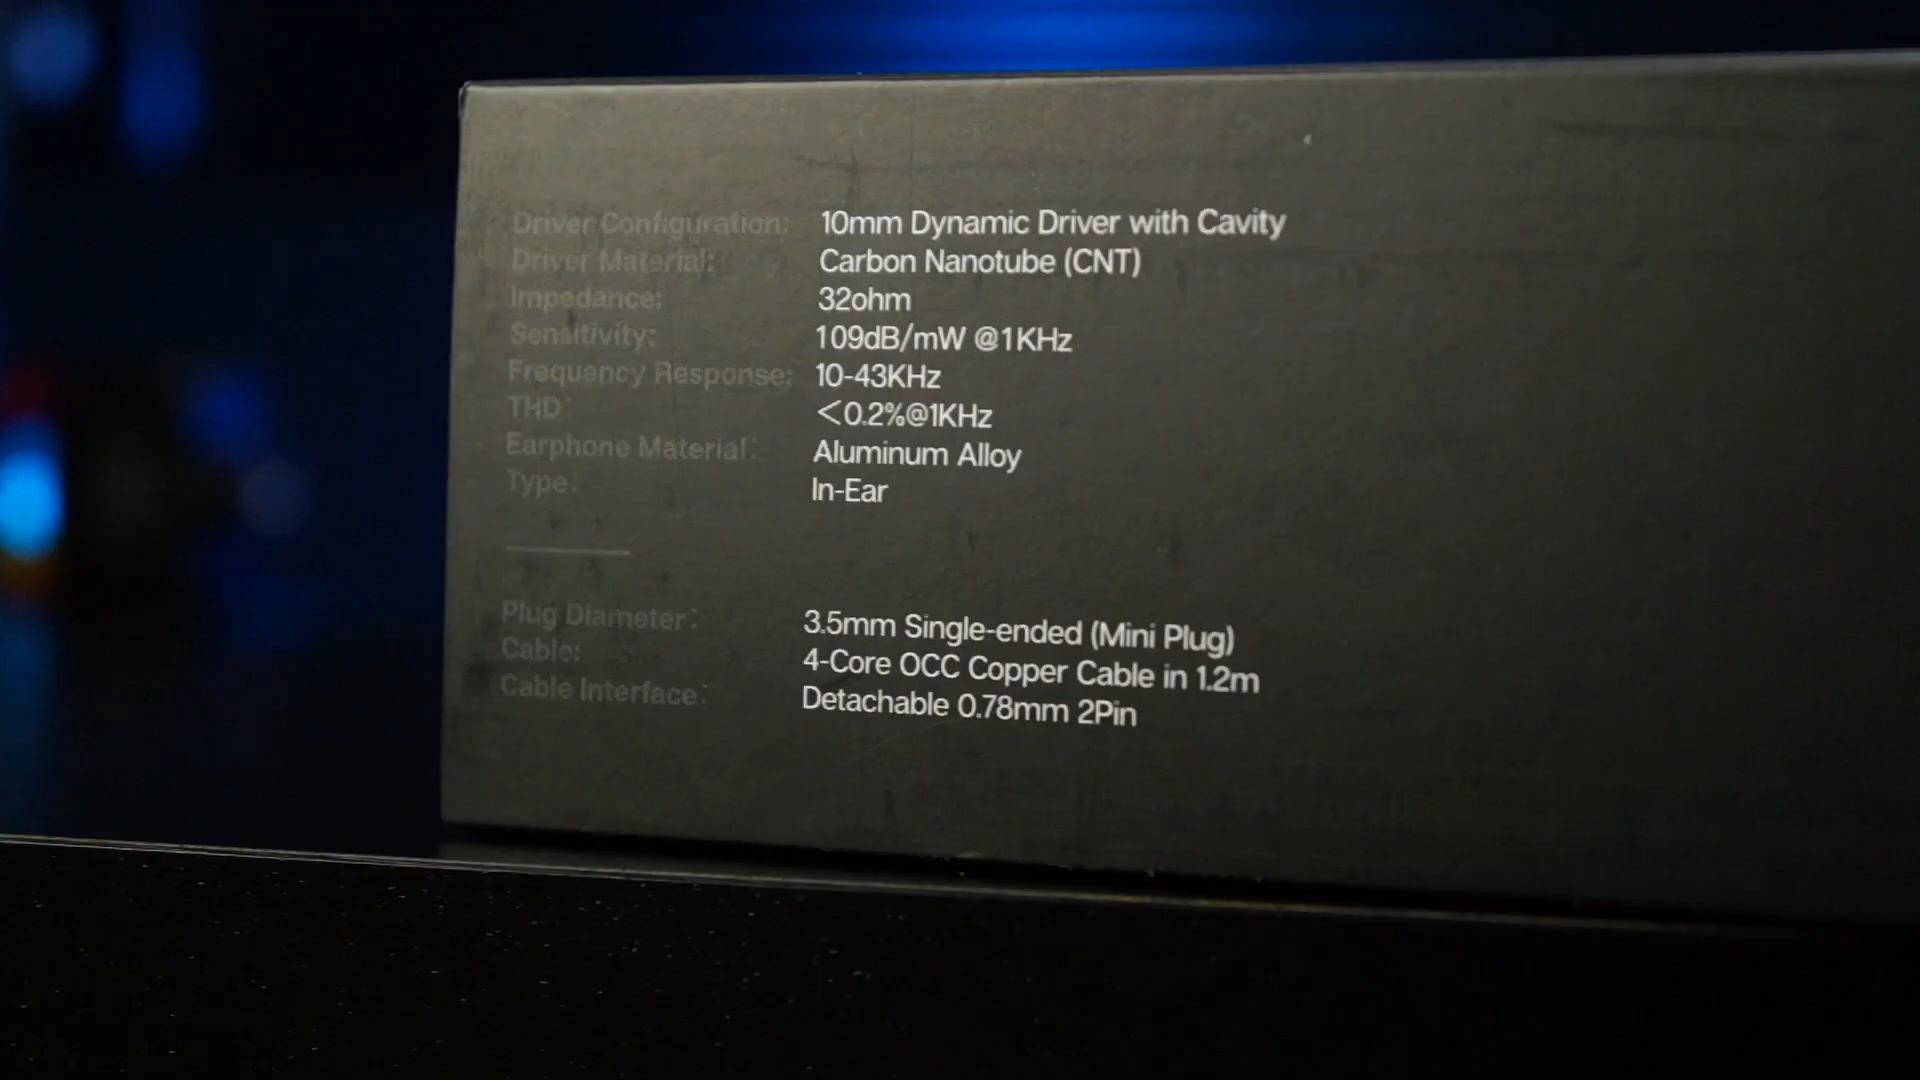 Driver Configuration: 10mm Dynamic Driver with Cavity
Driver Material: Carbon Nanotube (CNT)
Impedance: 32ohm
Sensitivity: 109dB/mW @1KHz
Frequency Response: 10-43KHz
THD: <0.2%@1KHz
Earphone Material: Aluminum Alloy
Type: In-Ear
Plug Diameter: 3.5mm Single-ended (Mini Plug)
Cable: 4-Core OCC Copper Cable in 1.2m
Cable Interface: Detachable 0.78mm 2Pin